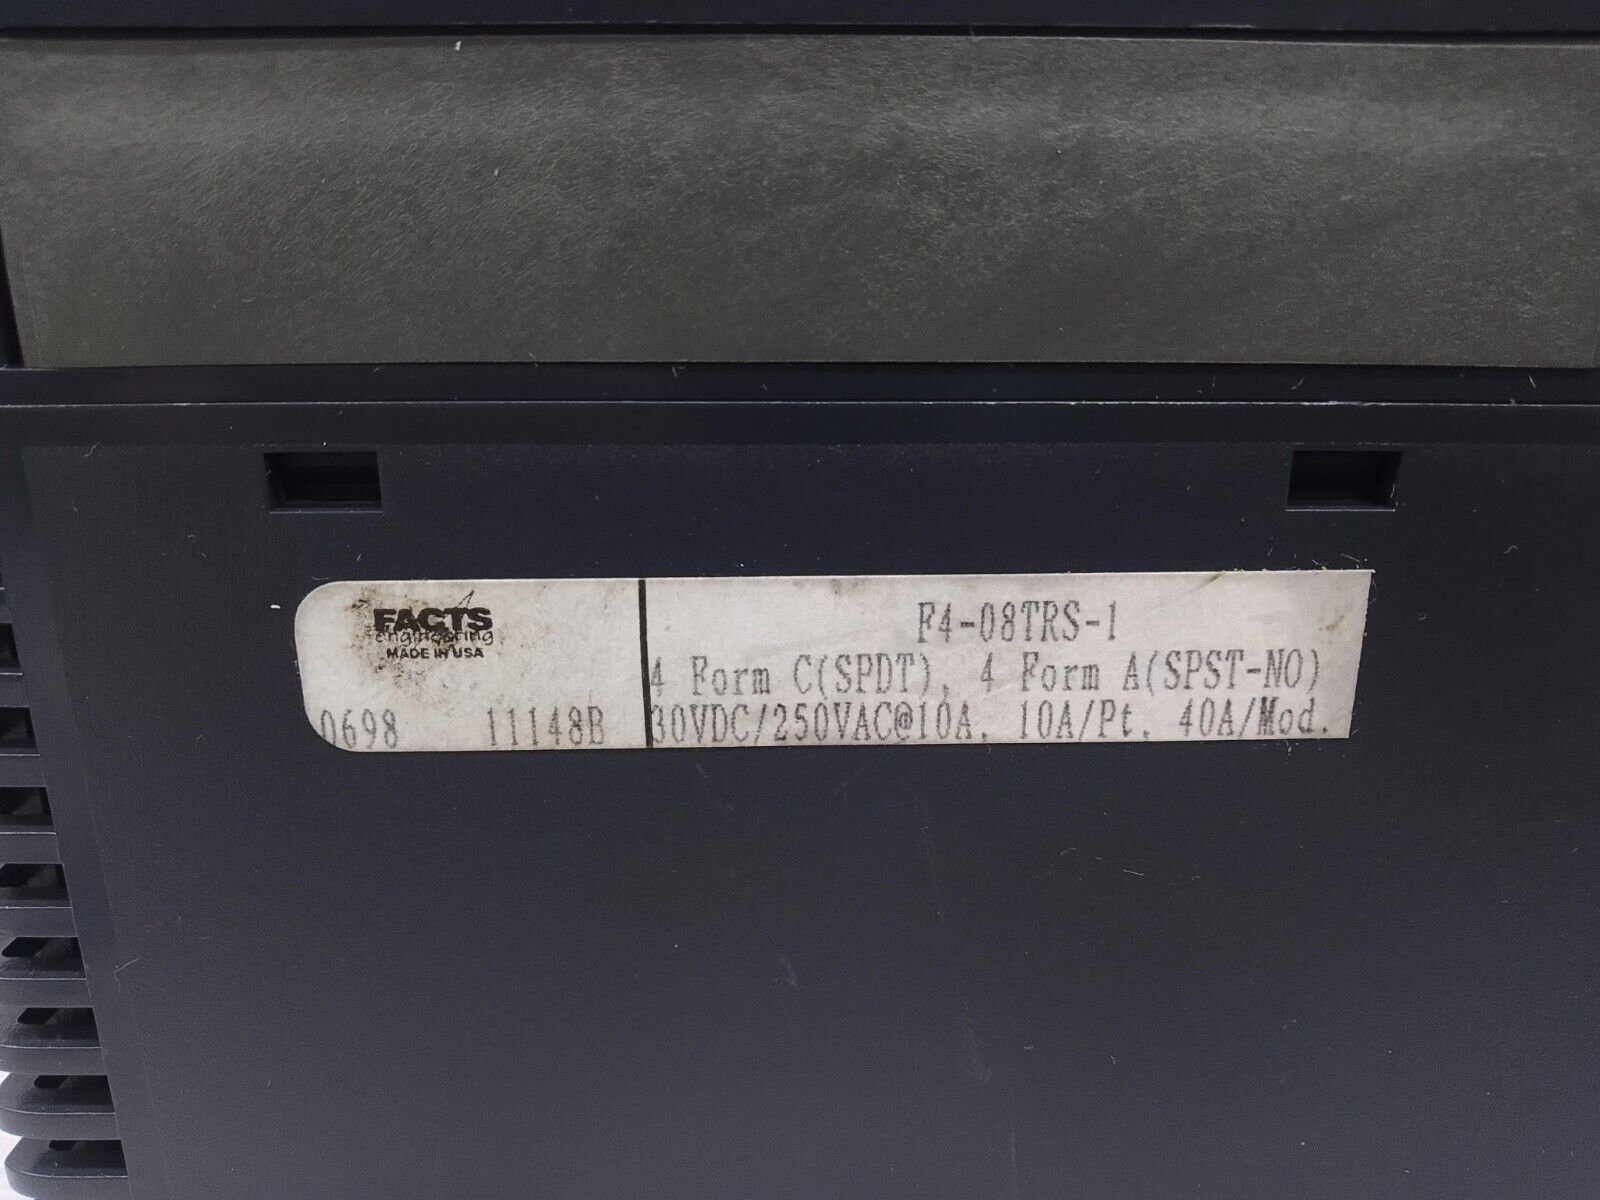 FACTS
engineering
MADE IN USA
0698 11148B
F4-08TRS-1
4 Form C(SPDT), 4 Form A(SPST-NO)
30VDC/250VAC@10A, 10A/Pt, 40A/Mod.